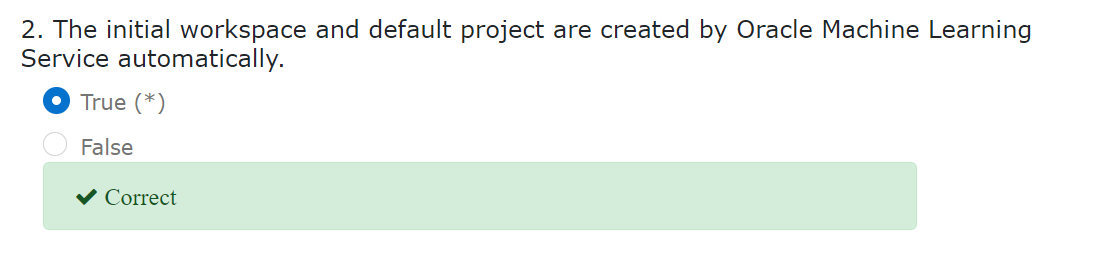 2. The initial workspace and default project are created by Oracle Machine Learning
Service automatically.
True (*)
False
Correct